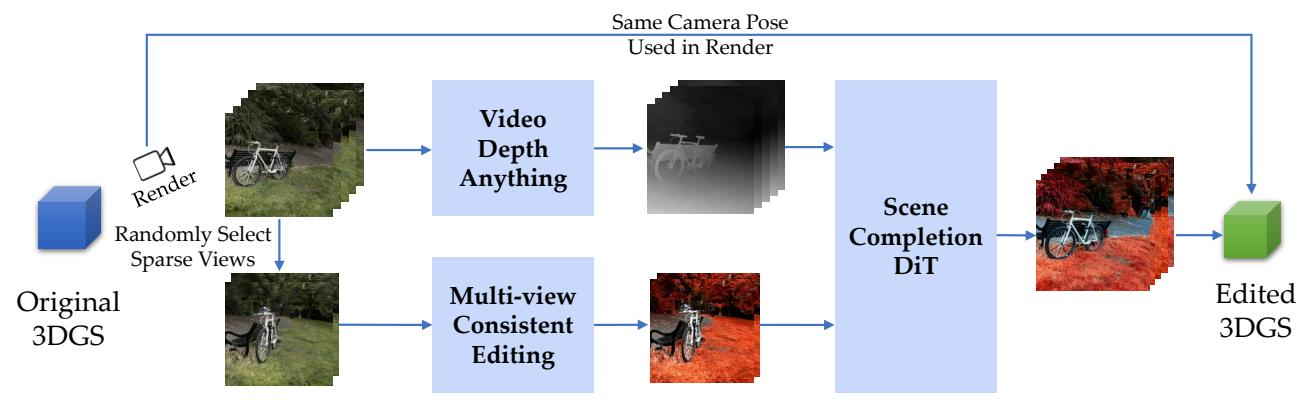 Same Camera Pose
Used in Render
Render
Video
Depth
Anything
Randomly Select
Sparse Views
Original
3DGS
Multi-view
Consistent
Editing
Scene
Completion
DiT
Edited
3DGS